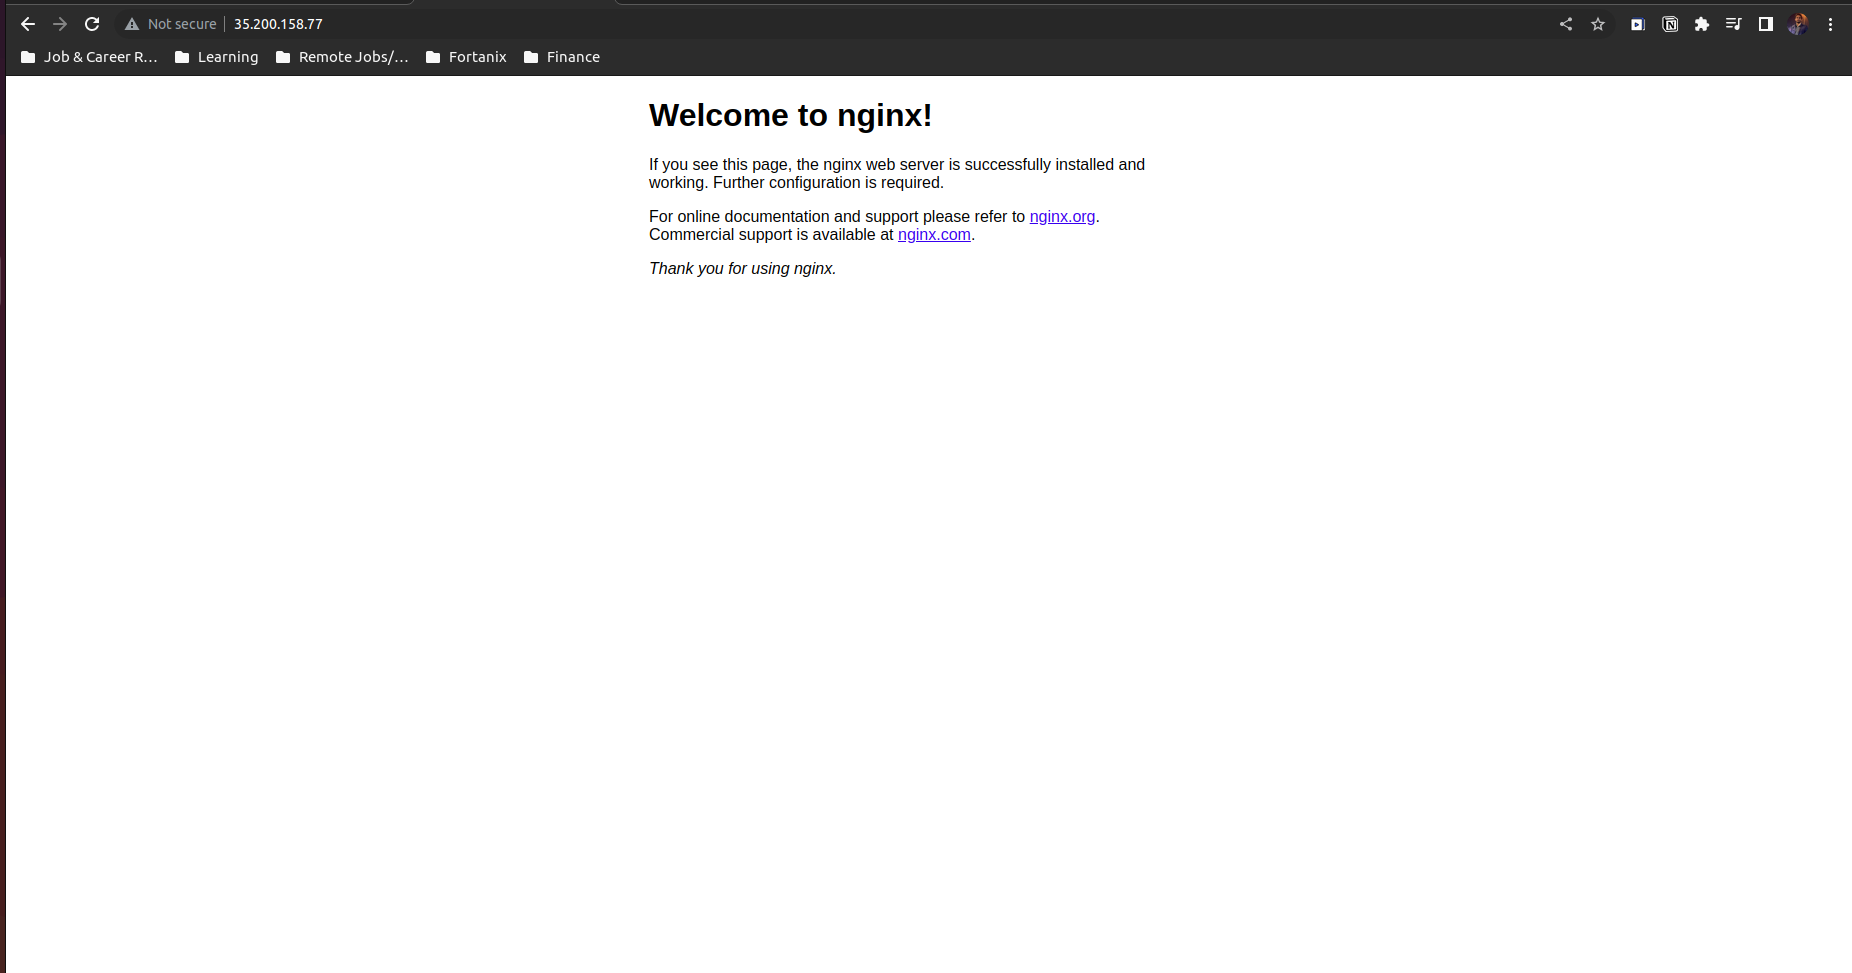 Not secure 35.200.158.77
Job & Career R... Learning Remote Jobs/... Fortanix Finance
Welcome to nginx!
If you see this page, the nginx web server is successfully installed and
working. Further configuration is required.
For online documentation and support please refer to nginx.org.
Commercial support is available at nginx.com.
Thank you for using nginx.